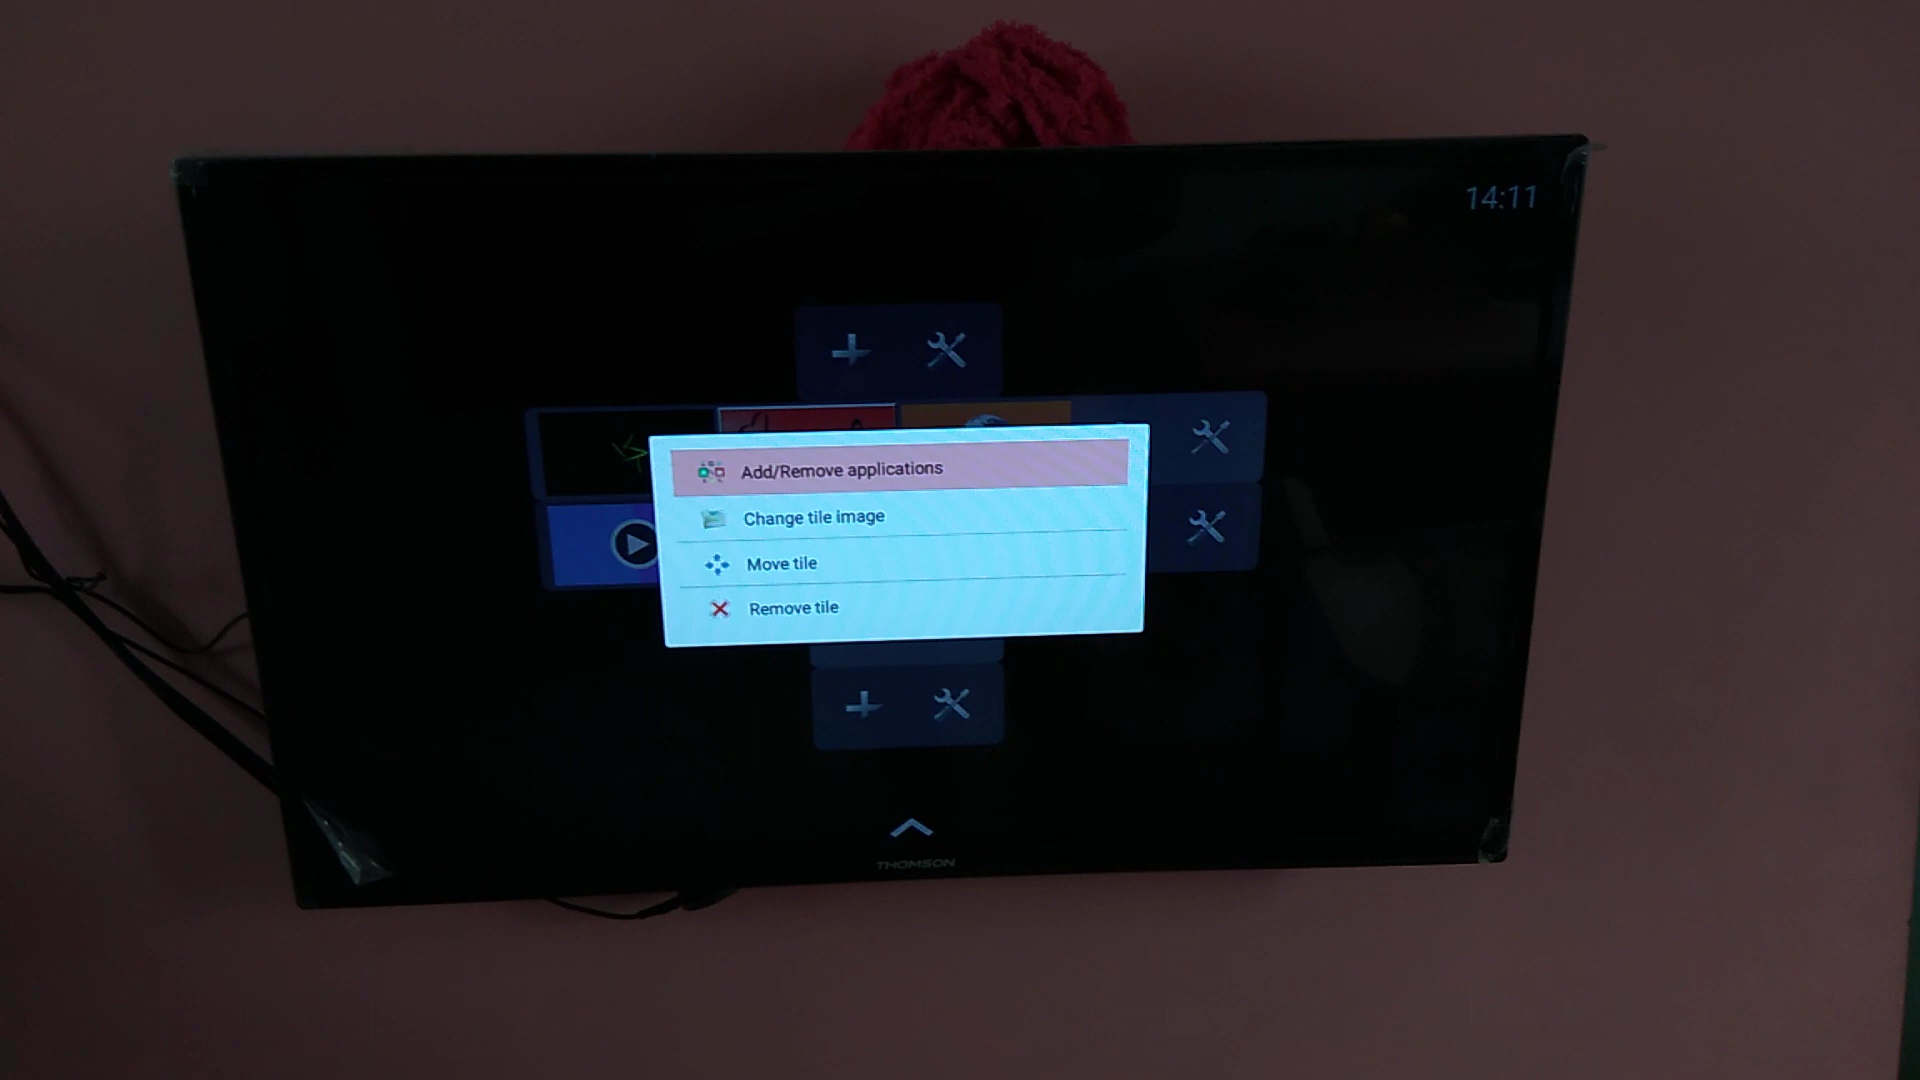 14:11
Add/Remove applications
Change tile image
Move tile
Remove tile
THOMSON